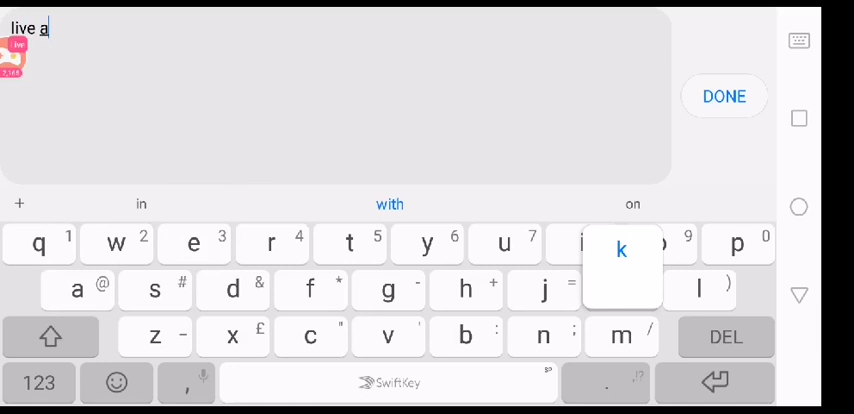 live a
Live
2,168
DONE
+ in with on
q 1 w 2 e 3 r 4 t 5 y 6 u 7 i 9 p 0
a @ s # d & f * g - h + j = k l )
z _ x £ c " v ' b : n ; m / DEL
123 , SwiftKey . ,!?